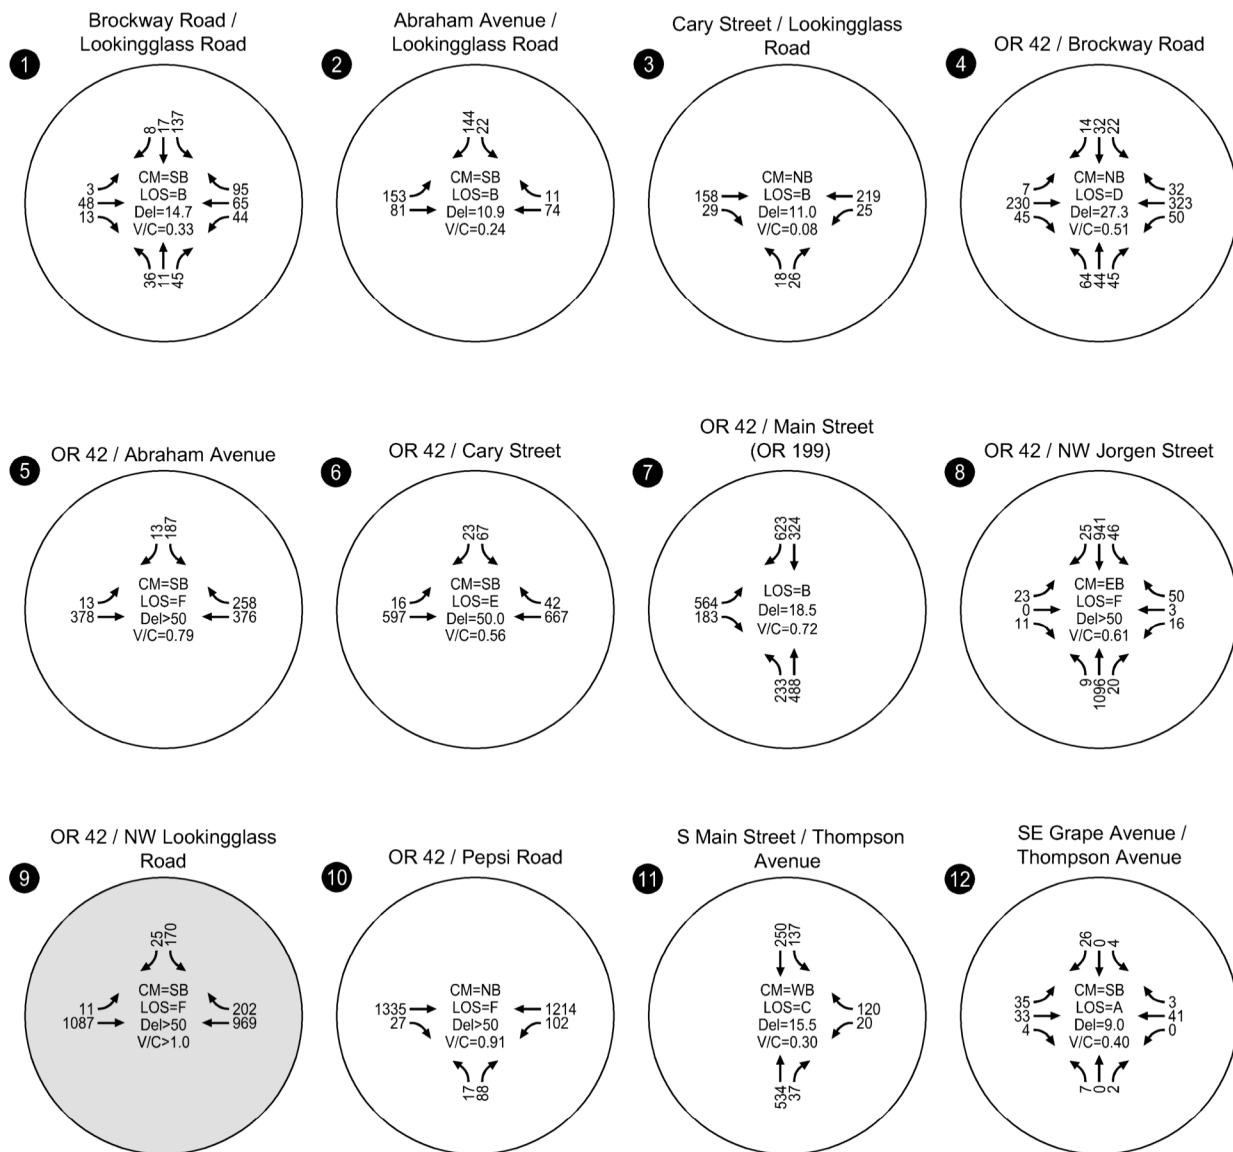 1
Brockway Road /
Lookingglass Road
8 17 137
3
48
13
CM=SB
LOS=B
Del=14.7
V/C=0.33
95
65
44
36 11 45
2
Abraham Avenue /
Lookingglass Road
144 22
153
81
CM=SB
LOS=B
Del=10.9
V/C=0.24
11
74
3
Cary Street / Lookingglass
Road
158
29
CM=NB
LOS=B
Del=11.0
V/C=0.08
219
25
18 26
4
OR 42 / Brockway Road
14 32 22
7
230
45
CM=NB
LOS=D
Del=27.3
V/C=0.51
32
323
50
64 44 45
5
OR 42 / Abraham Avenue
13 187
13
378
CM=SB
LOS=F
Del>50
V/C=0.79
258
376
6
OR 42 / Cary Street
23 67
16
597
CM=SB
LOS=E
Del=50.0
V/C=0.56
42
667
7
OR 42 / Main Street
(OR 199)
623 324
564
183
LOS=B
Del=18.5
V/C=0.72
233 488
8
OR 42 / NW Jorgen Street
25 941 46
23
0
11
CM=EB
LOS=F
Del>50
V/C=0.61
50
3
16
9 1096 20
9
OR 42 / NW Lookingglass
Road
25 170
11
1087
CM=SB
LOS=F
Del>50
V/C>1.0
202
969
10
OR 42 / Pepsi Road
1335
27
CM=NB
LOS=F
Del>50
V/C=0.91
1214
102
17 88
11
S Main Street / Thompson
Avenue
250 137
CM=WB
LOS=C
Del=15.5
V/C=0.30
120
20
534 37
12
SE Grape Avenue /
Thompson Avenue
26 0 4
35
33
4
CM=SB
LOS=A
Del=9.0
V/C=0.40
3
41
0
7 0 2